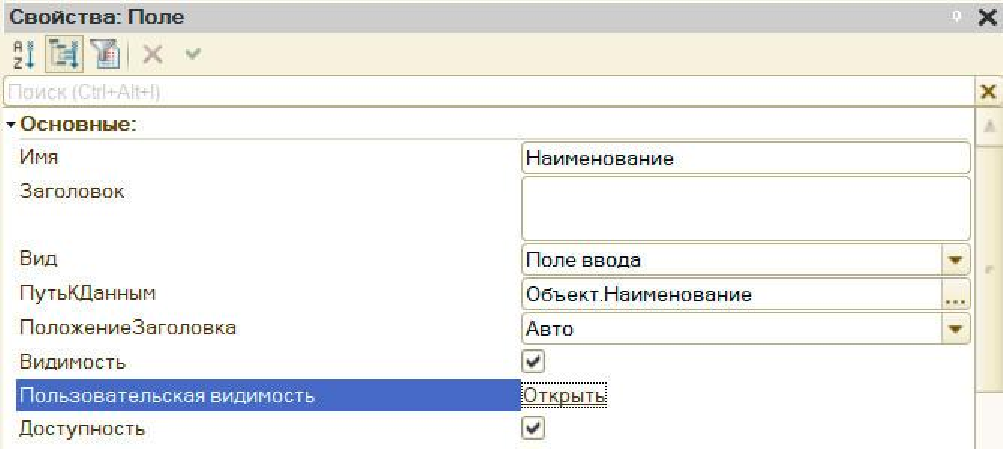 Свойства: Поле
Поиск (Ctrl+Alt+I)
Основные:
Имя Наименование
Заголовок
Вид Поле ввода
ПутьКДанным Объект.Наименование ...
ПоложениеЗаголовка Авто
Видимость
Пользовательская видимость Открыть
Доступность